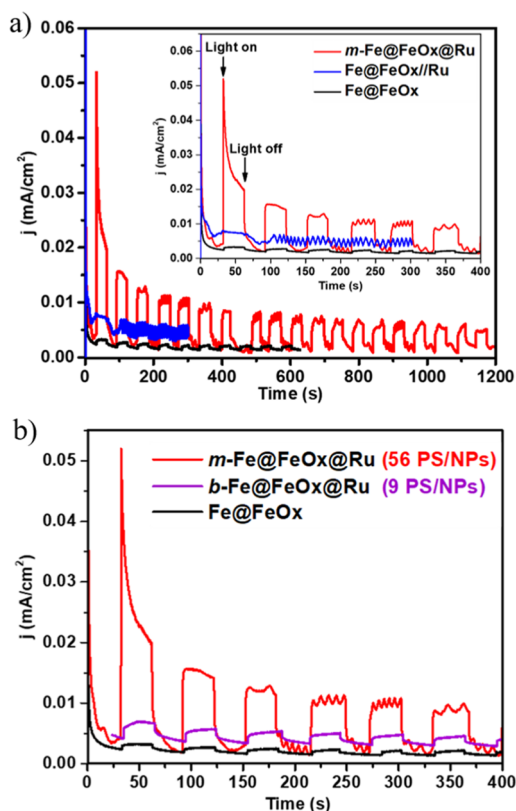 a)
0.06
0.05
0.04
0.03
0.02
0.01
0.00
j (mA/cm²)
0 200 400 600 800 1000 1200
Time (s)
0.06
0.05
0.04
0.03
0.02
0.01
0.00
j (mA/cm²)
Light on
Light off
m-Fe@FeOx@Ru
Fe@FeOx//Ru
Fe@FeOx
0 50 100 150 200 250 300 350 400
Time (s)
b)
0.05
0.04
0.03
0.02
0.01
0.00
j (mA/cm²)
m-Fe@FeOx@Ru (56 PS/NPs)
b-Fe@FeOx@Ru (9 PS/NPs)
Fe@FeOx
0 50 100 150 200 250 300 350 400
Time (s)